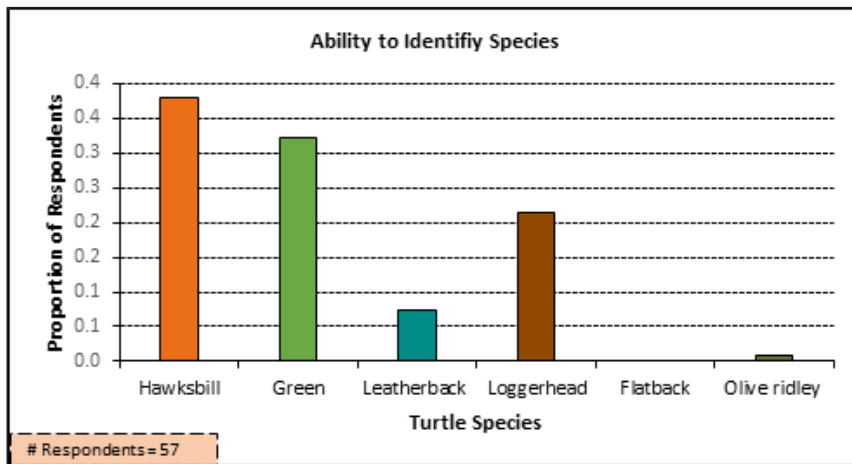 Ability to Identifiy Species
Proportion of Respondents
0.4
0.4
0.3
0.3
0.2
0.2
0.1
0.1
0.0
Hawksbill Green Leatherback Loggerhead Flatback Olive ridley
Turtle Species
# Respondents = 57